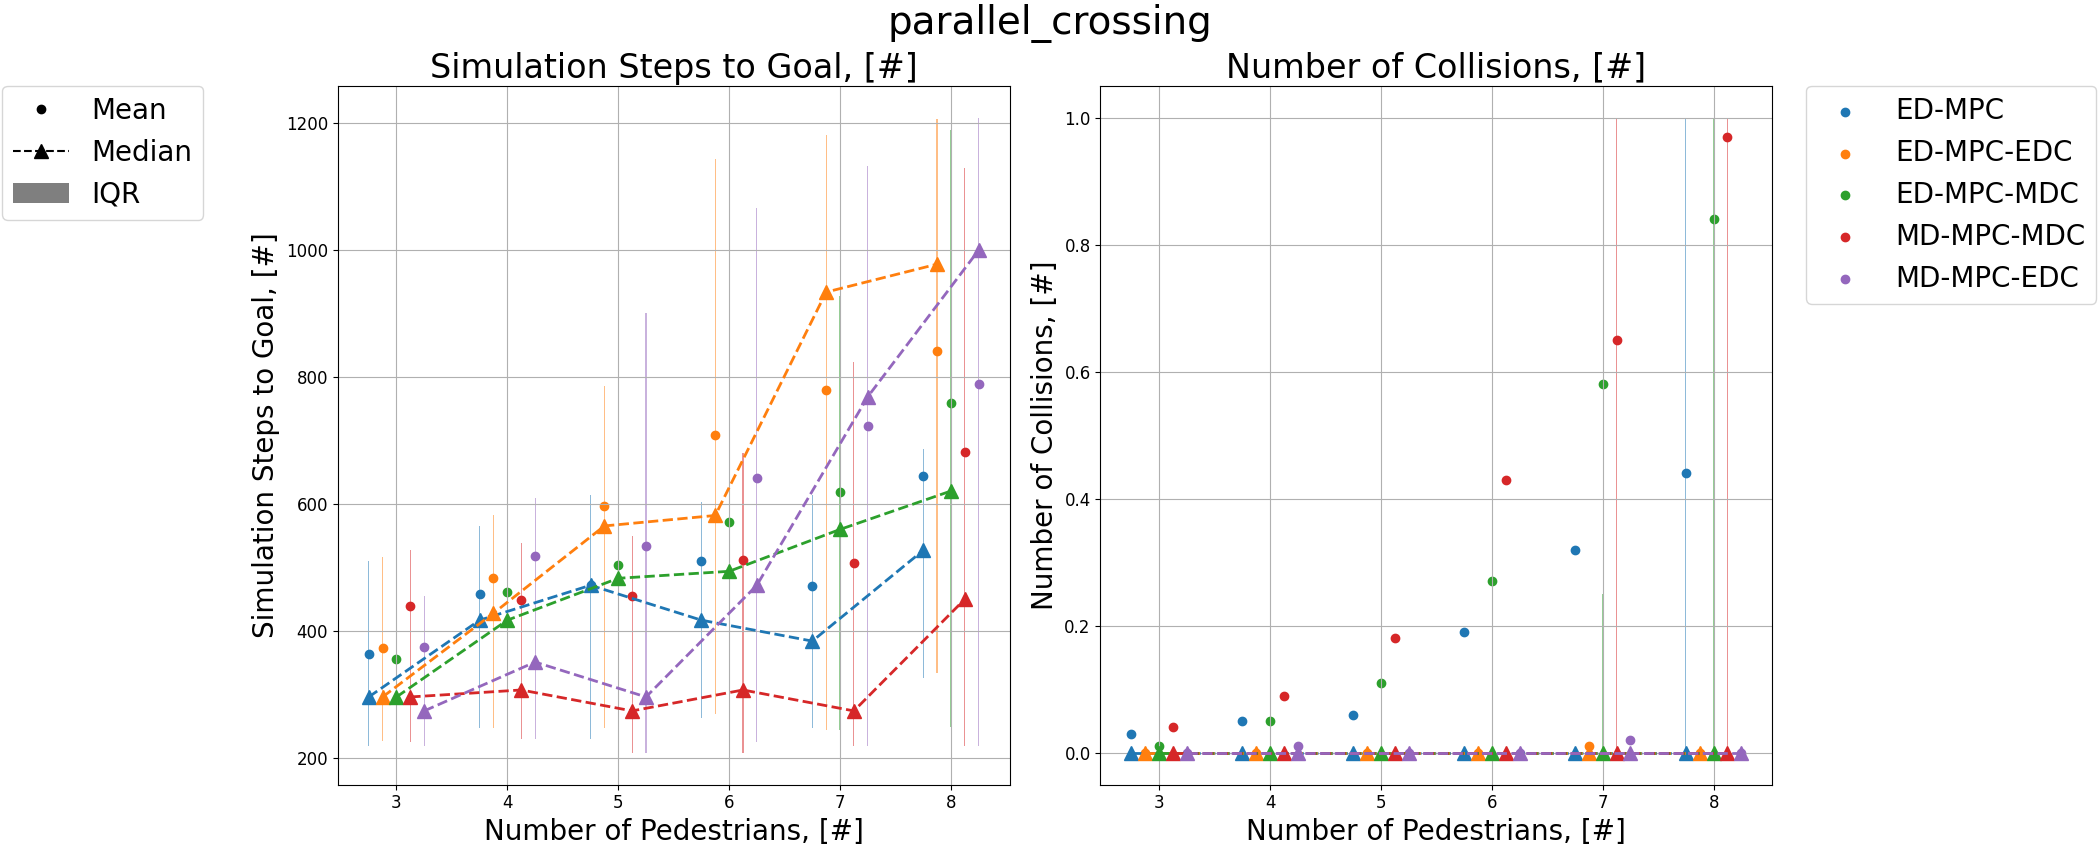 parallel_crossing
Simulation Steps to Goal, [#]
Number of Collisions, [#]
Mean
Median
IQR
Simulation Steps to Goal, [#]
1200
1000
800
600
400
200
3 4 5 6 7 8
Number of Pedestrians, [#]
Number of Collisions, [#]
1.0
0.8
0.6
0.4
0.2
0.0
3 4 5 6 7 8
Number of Pedestrians, [#]
ED-MPC
ED-MPC-EDC
ED-MPC-MDC
MD-MPC-MDC
MD-MPC-EDC